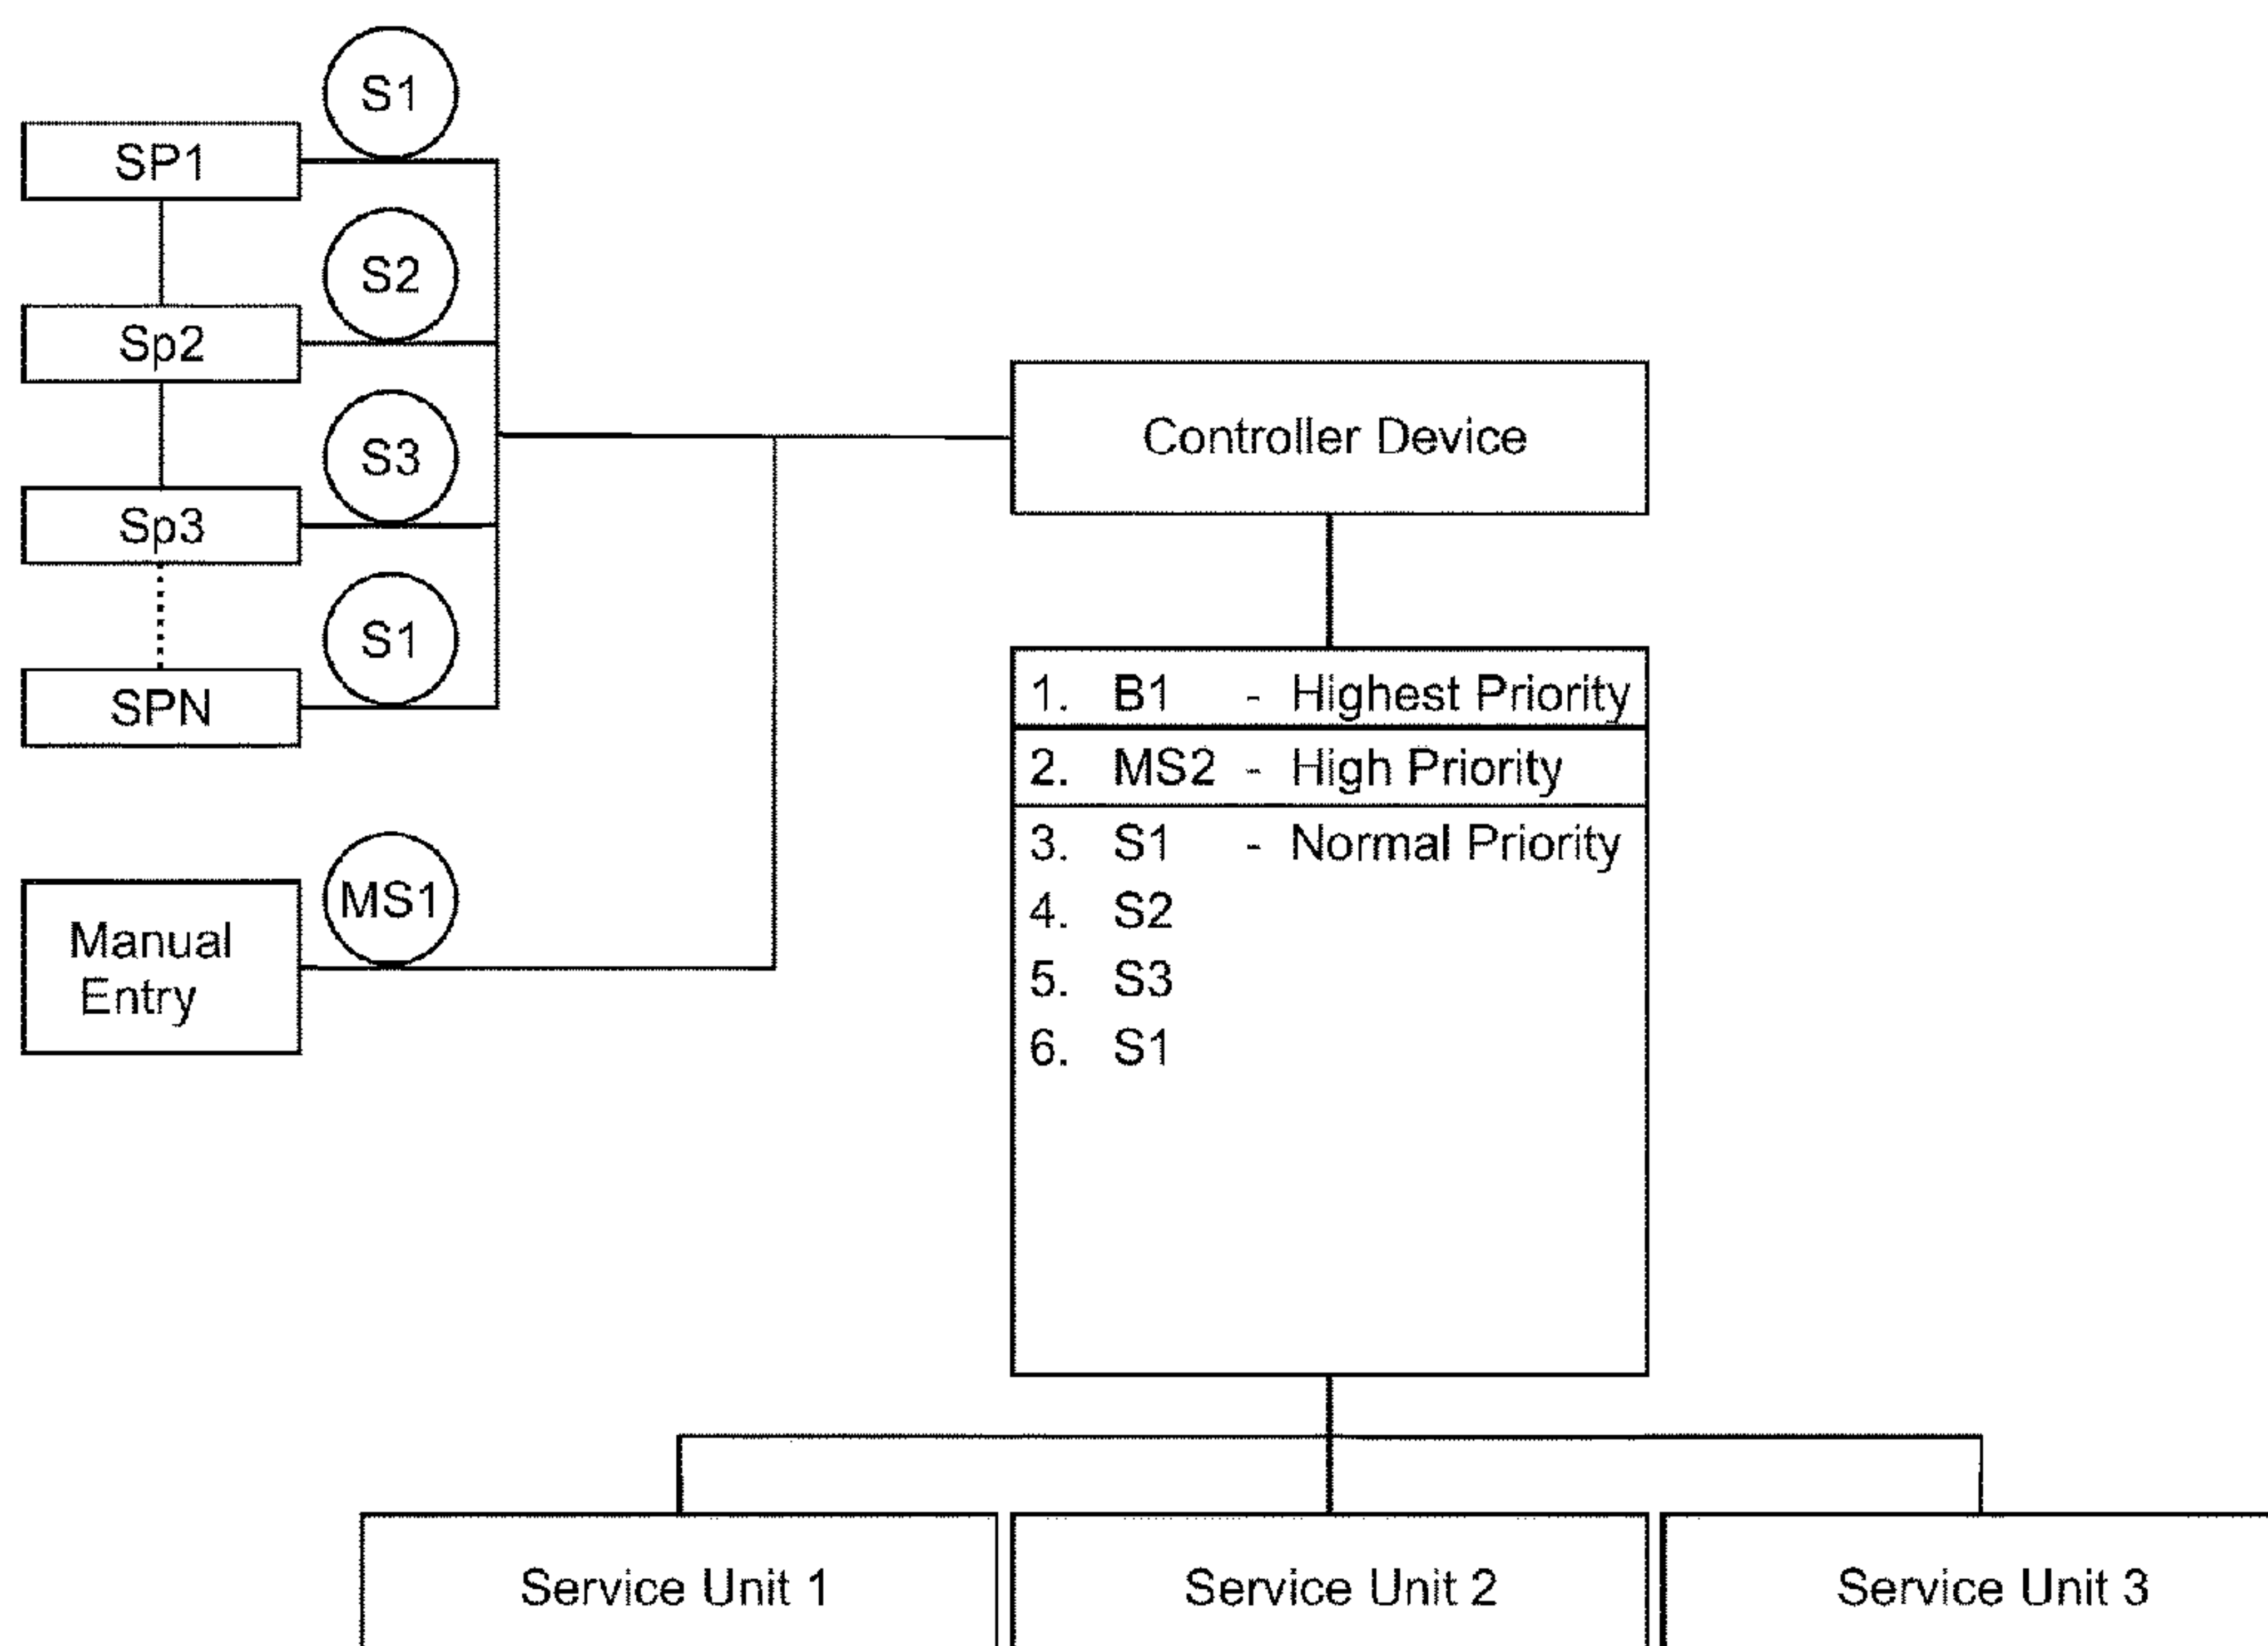 S1
SP1
S2
Sp2
S3
Sp3
S1
SPN
MS1
Manual
Entry
Controller Device
1. B1 - Highest Priority
2. MS2 - High Priority
3. S1 - Normal Priority
4. S2
5. S3
6. S1
Service Unit 1
Service Unit 2
Service Unit 3